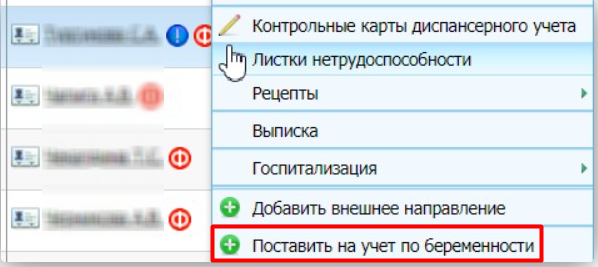 Контрольные карты диспансерного учета
Листки нетрудоспособности
Рецепты
Выписка
Госпитализация
Добавить внешнее направление
Поставить на учет по беременности